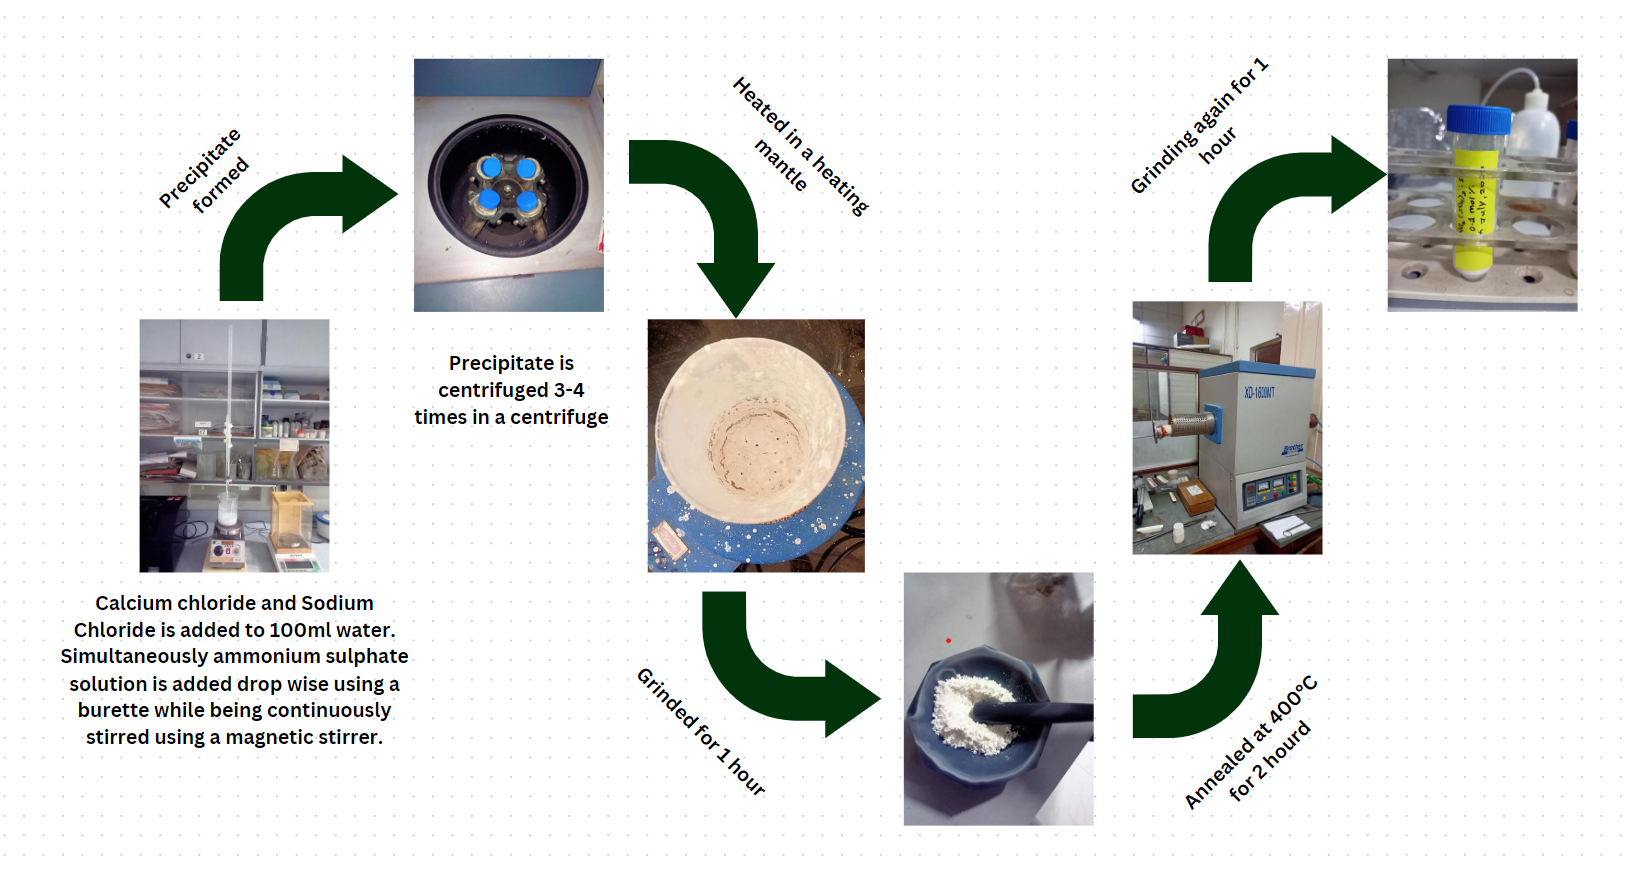 Precipitate
formed
Calcium chloride and Sodium
Chloride is added to 100ml water.
Simultaneously ammonium sulphate
solution is added drop wise using a
burette while being continuously
stirred using a magnetic stirrer.
Precipitate is
centrifuged 3-4
times in a centrifuge
Heated in a heating
mantle
Grinded for 1 hour
Annealed at 400°C
for 2 hourd
XD-1600MT
Brother
Grinding again for 1
hour